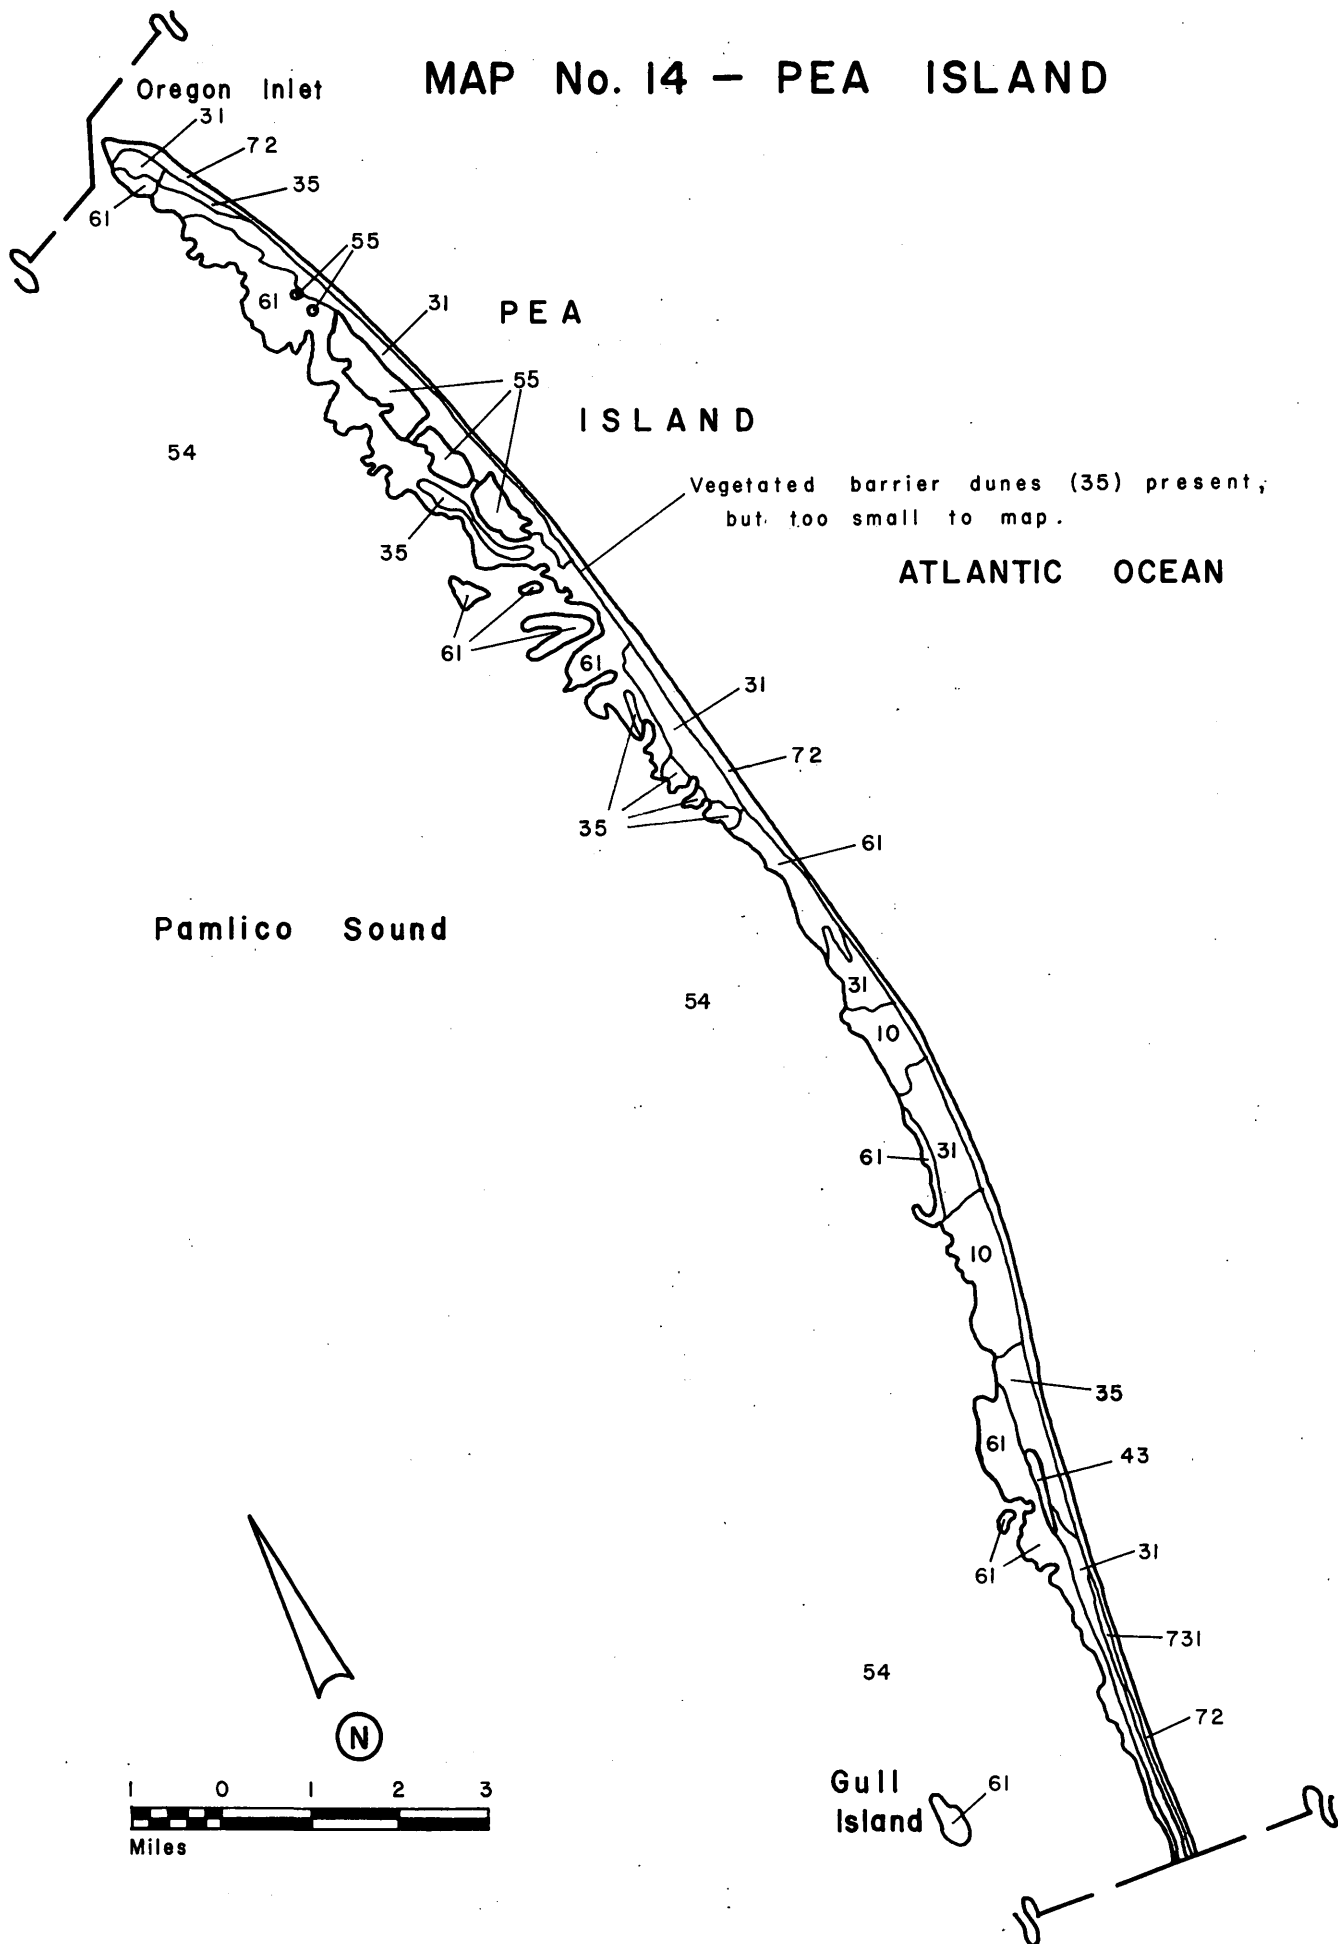 MAP No. 14 – PEA ISLAND
Oregon Inlet
31
72
35
61
55
61
31
PEA
55
ISLAND
54
Vegetated barrier dunes (35) present,
but too small to map.
35
ATLANTIC OCEAN
61
61
31
72
35
61
Pamlico Sound
31
54
10
61
31
10
35
61
43
31
61
731
54
72
N
1 0 1 2 3
Miles
Gull
Island
61